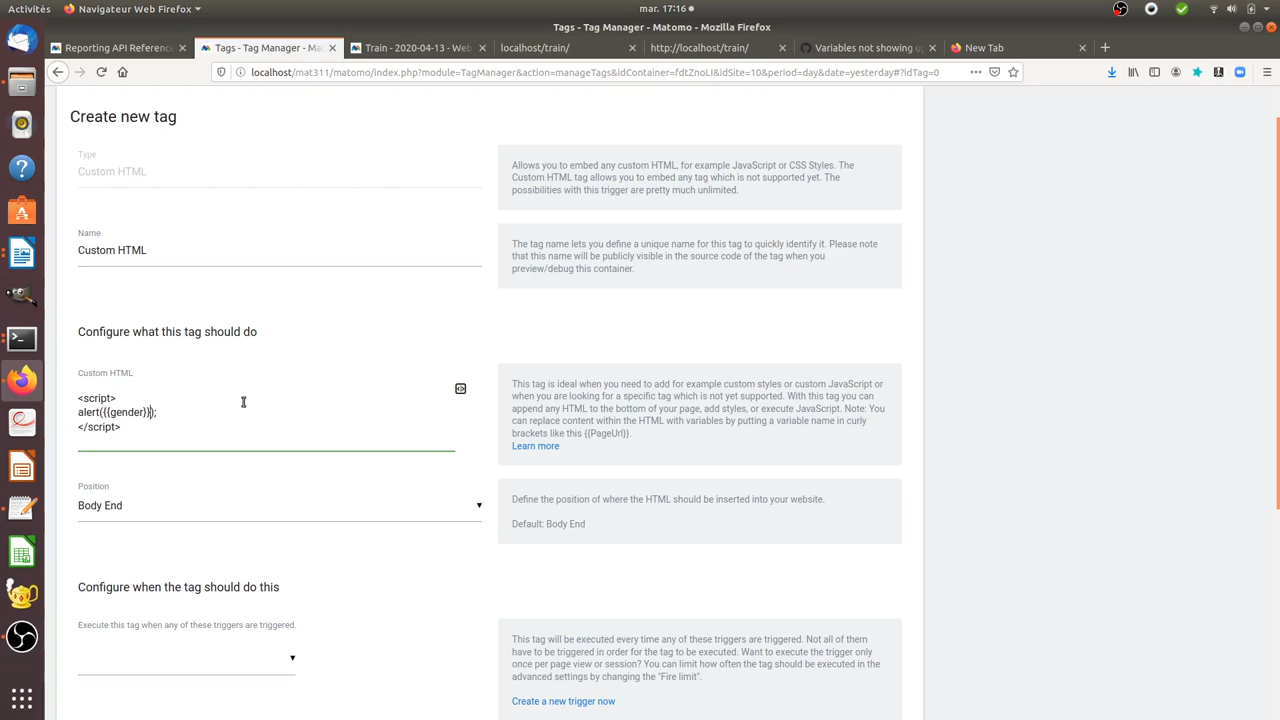 Activités
Navigateur Web Firefox
mar. 17:16
Tags - Tag Manager - Matomo - Mozilla Firefox
Reporting API Reference
Tags - Tag Manager - Ma
Train - 2020-04-13 - Web
localhost/train/
http://localhost/train/
Variables not showing u
New Tab
localhost/mat311/matomo/index.php?module=TagManager&action=manageTags&idContainer=fdtZnoLI&idSite=10&period=day&date=yesterday#?idTag=0
Create new tag
Type
Custom HTML
Allows you to embed any custom HTML, for example JavaScript or CSS Styles. The
Custom HTML tag allows you to embed any tag which is not supported yet. The
possibilities with this trigger are pretty much unlimited.
Name
Custom HTML
The tag name lets you define a unique name for this tag to quickly identify it. Please note
that this name will be publicly visible in the source code of the tag when you
preview/debug this container.
Configure what this tag should do
Custom HTML
<script>
alert({{{gender}});
</script>
This tag is ideal when you need to add for example custom styles or custom JavaScript or
when you are looking for a specific tag which is not yet supported. With this tag you can
append any HTML to the bottom of your page, add styles, or execute JavaScript. Note: You
can replace content within the HTML with variables by putting a variable name in curly
brackets like this {{PageUrl}}.
Learn more
Position
Body End
Define the position of where the HTML should be inserted into your website.
Default: Body End
Configure when the tag should do this
Execute this tag when any of these triggers are triggered.
This tag will be executed every time any of these triggers are triggered. Not all of them
have to be triggered in order for the tag to be executed. Want to execute the trigger only
once per page view or session? You can limit how often the tag should be executed in the
advanced settings by changing the "Fire limit".
Create a new trigger now